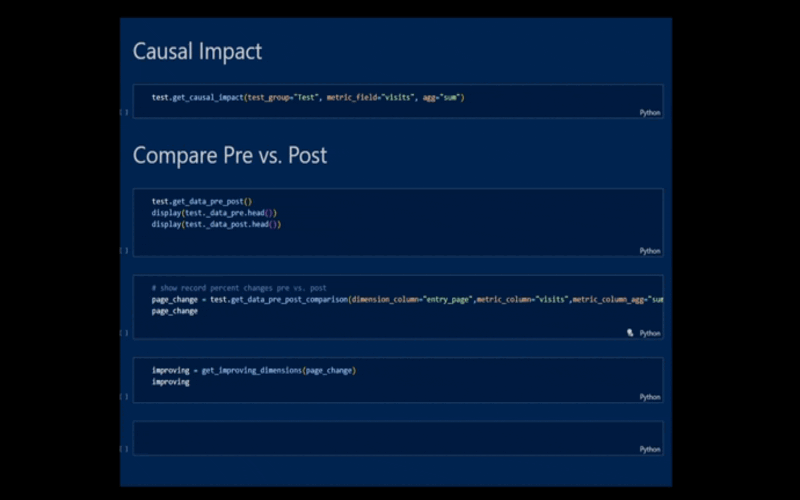 Causal Impact
test.get_causal_impact(test_group="Test", metric_field="visits", agg="sum")
[ ]
Python
Compare Pre vs. Post
test.get_data_pre_post()
display(test._data_pre.head())
display(test._data_post.head())
[ ]
Python
# show record percent changes pre vs. post
page_change = test.get_data_pre_post_comparison(dimension_column="entry_page",metric_column="visits",metric_column_agg="sum
page_change
[ ]
Python
improving = get_improving_dimensions(page_change)
improving
[ ]
Python
[ ]
Python